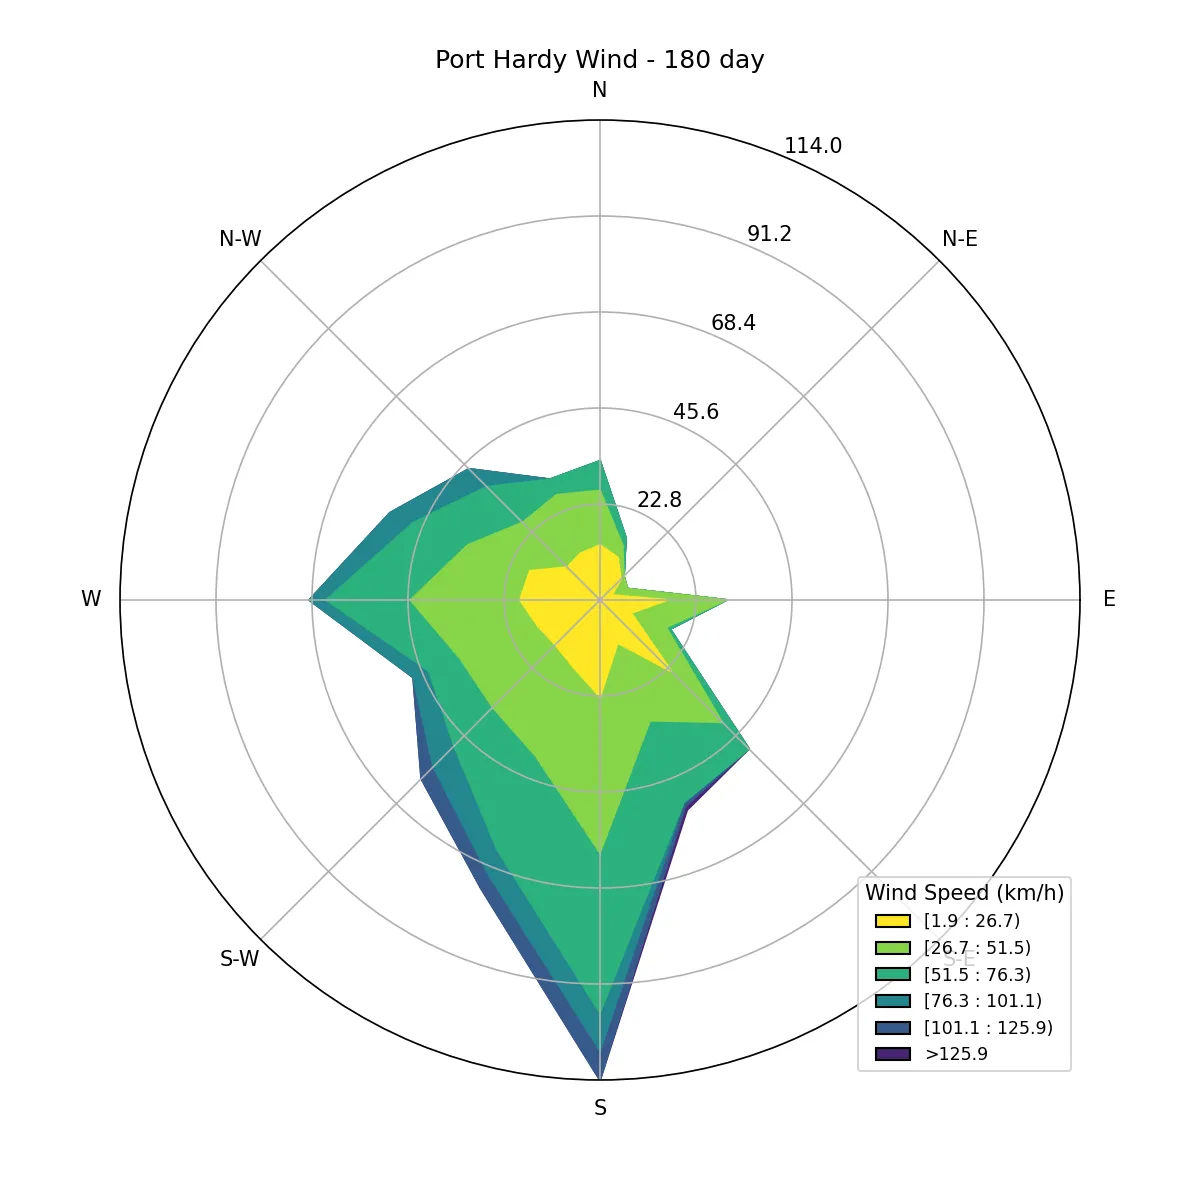 Port Hardy Wind - 180 day
N
114.0
N-W
91.2
N-E
68.4
45.6
22.8
W
E
Wind Speed (km/h)
[1.9 : 26.7)
[26.7 : 51.5)
S-W
S-E
[51.5 : 76.3)
[76.3 : 101.1)
[101.1 : 125.9)
>125.9
S